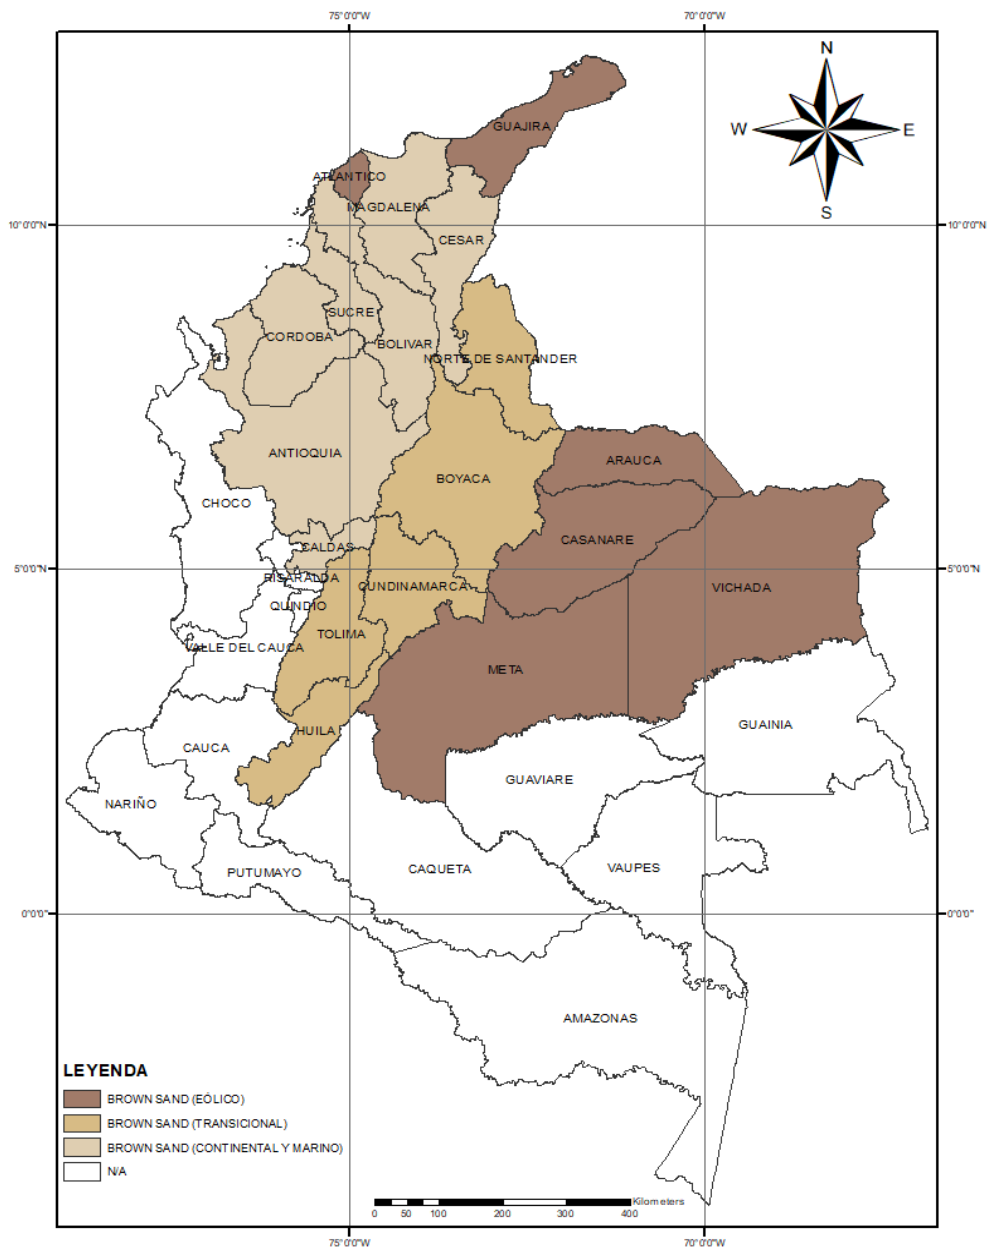 75°0'0"W
70°0'0"W
N
W
E
S
GUAJIRA
ATLANTICO
MAGDALENA
10°0'0"N
10°0'0"N
CESAR
SUCRE
CORDOBA
BOLIVAR
NORTE DE SANTANDER
ANTIOQUIA
ARAUCA
BOYACA
CHOCO
CASANARE
CALDAS
5°0'0"N
5°0'0"N
RISARALDA
CUNDINAMARCA
VICHADA
QUINDIO
TOLIMA
VALLE DEL CAUCA
META
GUAINIA
HUILA
CAUCA
GUAVIARE
NARIÑO
CAQUETA
VAUPES
PUTUMAYO
0°0'0"
0°0'0"
AMAZONAS
LEYENDA
BROWN SAND (EÓLICO)
BROWN SAND (TRANSICIONAL)
BROWN SAND (CONTINENTAL Y MARINO)
N/A
Kilometers
0 50 100 200 300 400
75°0'0"W
70°0'0"W